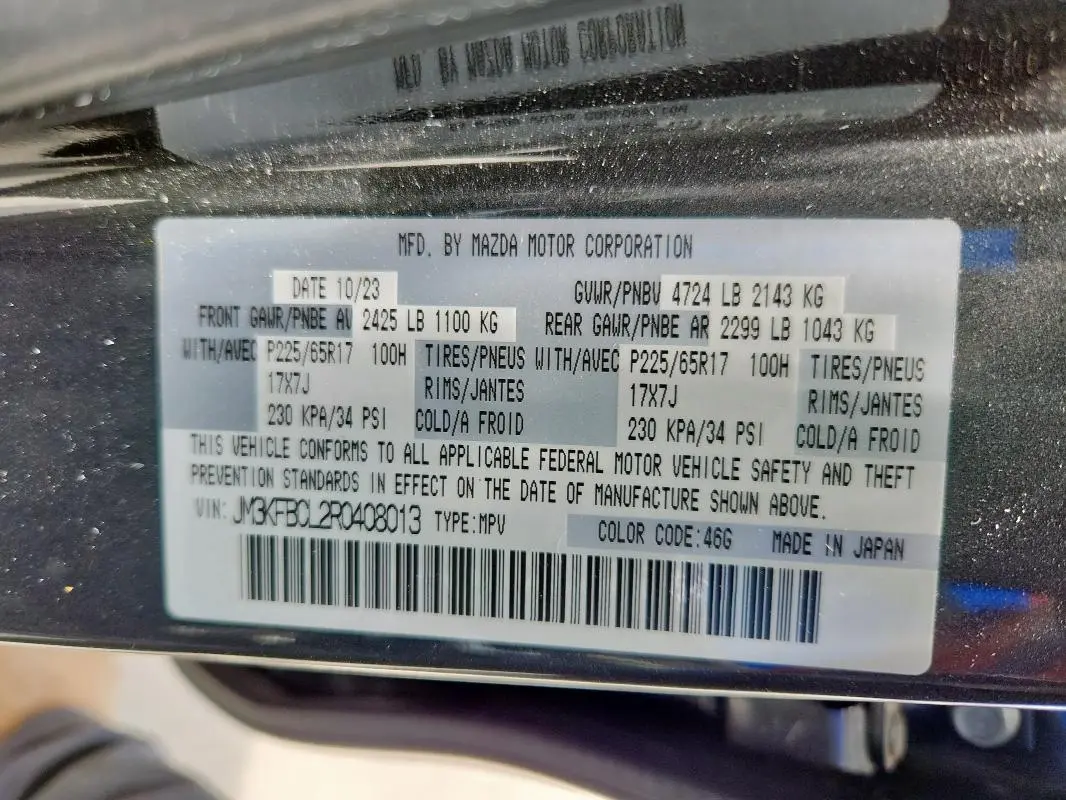 MFD. BY MAZDA MOTOR CORPORATION
DATE 10/23 GVWR/PNBV 4724 LB 2143 KG
FRONT GAWR/PNBE AV 2425 LB 1100 KG REAR GAWR/PNBE AR 2299 LB 1043 KG
WITH/AVEC P225/65R17 100H TIRES/PNEUS WITH/AVEC P225/65R17 100H TIRES/PNEUS
17X7J RIMS/JANTES 17X7J RIMS/JANTES
230 KPA/34 PSI COLD/A FROID 230 KPA/34 PSI COLD/A FROID
THIS VEHICLE CONFORMS TO ALL APPLICABLE FEDERAL MOTOR VEHICLE SAFETY AND THEFT
PREVENTION STANDARDS IN EFFECT ON THE DATE OF MANUFACTURE SHOWN ABOVE.
VIN: JM3KFBCL2R0408013 TYPE:MPV COLOR CODE:46G MADE IN JAPAN